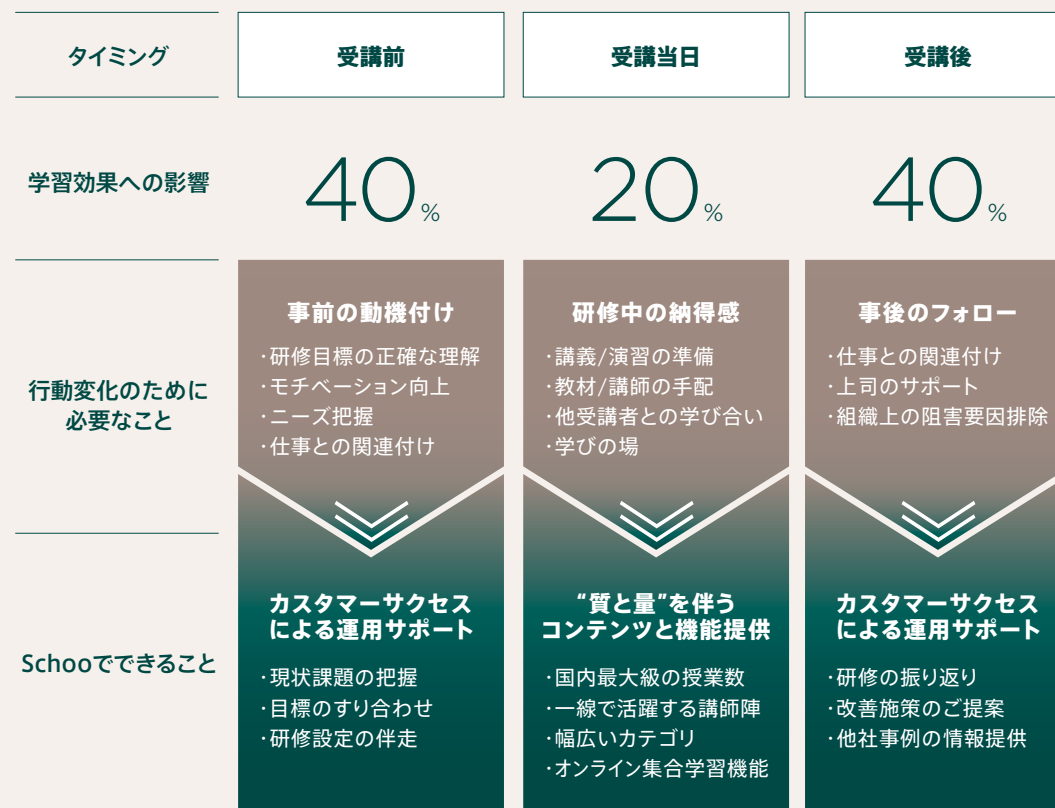 タイミング
受講前
受講当日
受講後
学習効果への影響
40%
20%
40%
行動変化のために
必要なこと
事前の動機付け
・研修目標の正確な理解
・モチベーション向上
・ニーズ把握
・仕事との関連付け
研修中の納得感
・講義/演習の準備
・教材/講師の手配
・他受講者との学び合い
・学びの場
事後のフォロー
・仕事との関連付け
・上司のサポート
・組織上の阻害要因排除
Schooでできること
カスタマーサクセス
による運用サポート
・現状課題の把握
・目標のすり合わせ
・研修設定の伴走
“質と量”を伴う
コンテンツと機能提供
・国内最大級の授業数
・一線で活躍する講師陣
・幅広いカテゴリ
・オンライン集合学習機能
カスタマーサクセス
による運用サポート
・研修の振り返り
・改善施策のご提案
・他社事例の情報提供